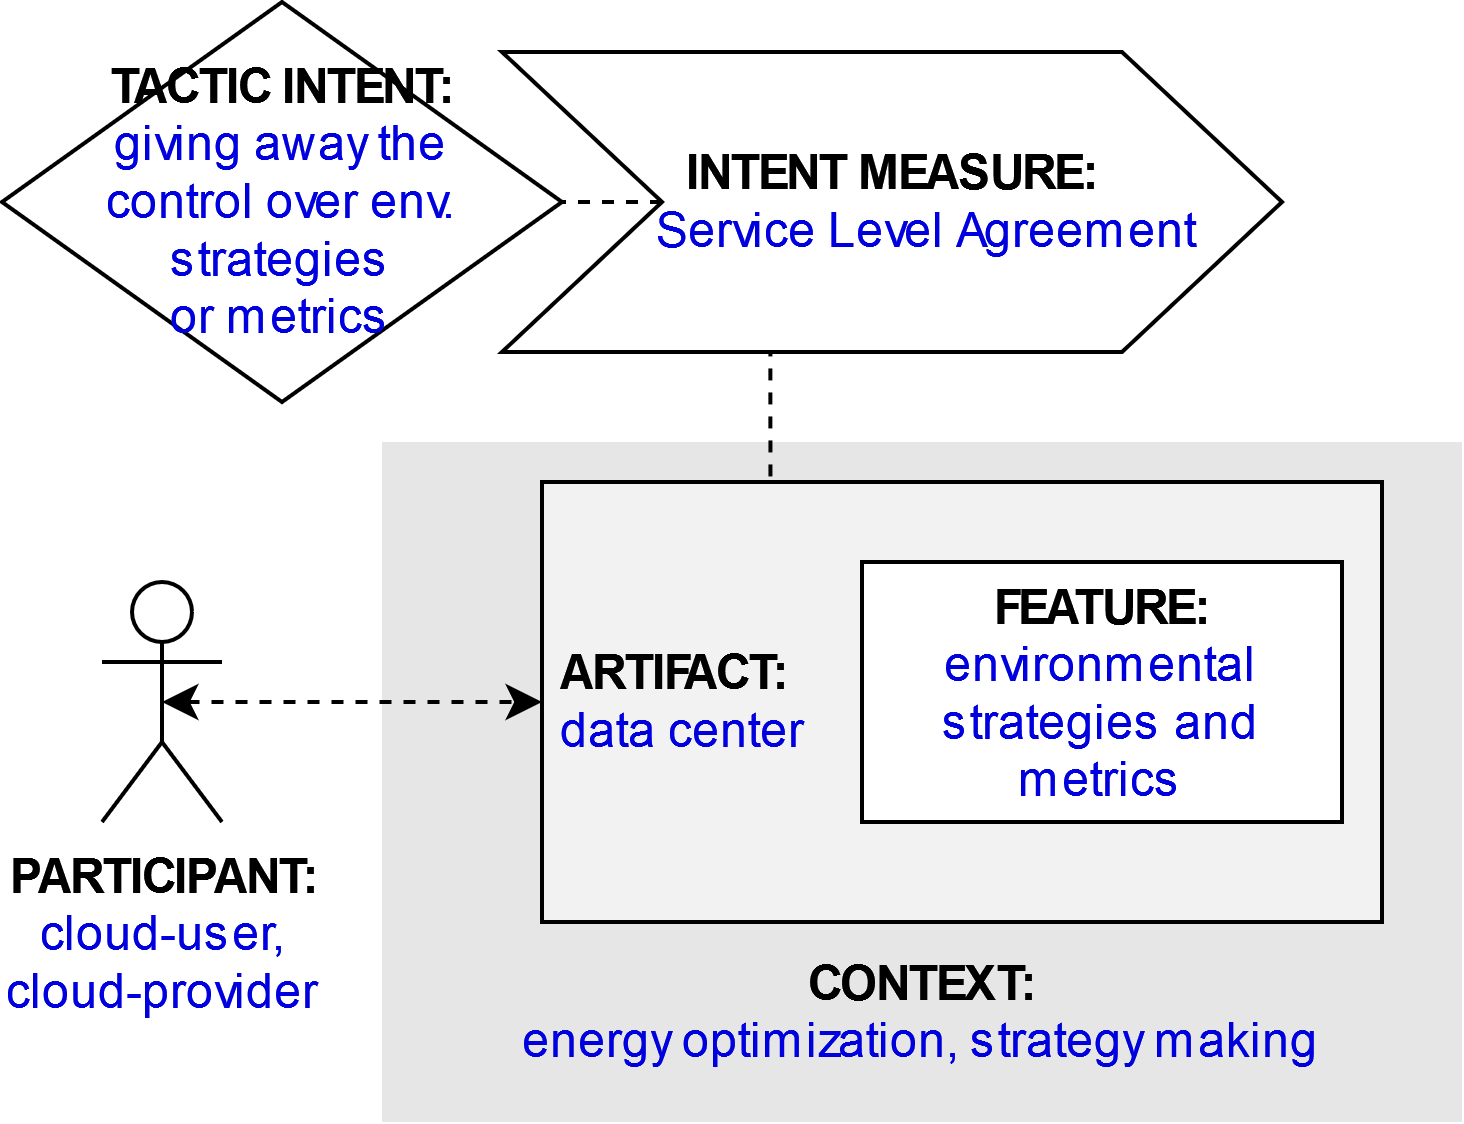 TACTIC INTENT:
giving away the
control over env.
strategies
or metrics
INTENT MEASURE:
Service Level Agreement
FEATURE:
environmental
strategies and
metrics
ARTIFACT:
data center
PARTICIPANT:
cloud-user,
cloud-provider
CONTEXT:
energy optimization, strategy making